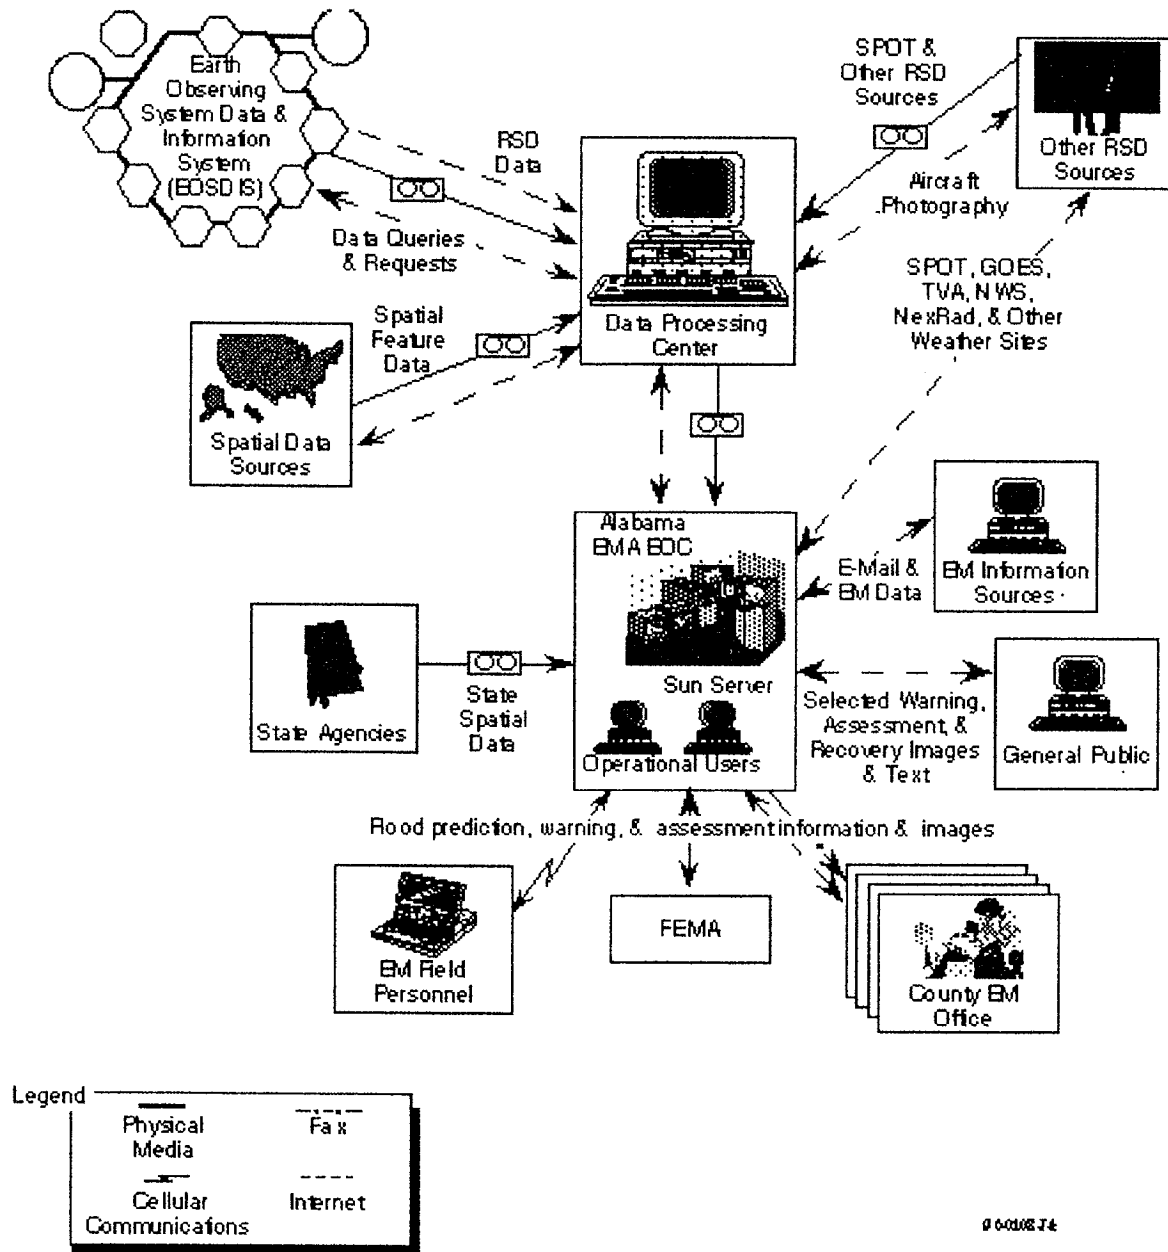 Earth
Observing
System Data &
Information
System
(EOSDIS)
RSD
Data
Data Queries
& Requests
SPOT &
Other RSD
Sources
Other RSD
Sources
Aircraft
Photography
Data Processing
Center
SPOT, GOES,
TVA, NWS,
NexRad, & Other
Weather Sites
Spatial
Feature
Data
Spatial Data
Sources
Alabama
EMA EOC
Sun Server
Operational Users
E-Mail &
EM Data
EM Information
Sources
State Agencies
State
Spatial
Data
Selected Warning,
Assessment, &
Recovery Images
& Text
General Public
Flood prediction, warning, & assessment information & images
EM Field
Personnel
FEMA
County EM
Office
Legend
Physical
Media
Fax
Cellular
Communications
Internet